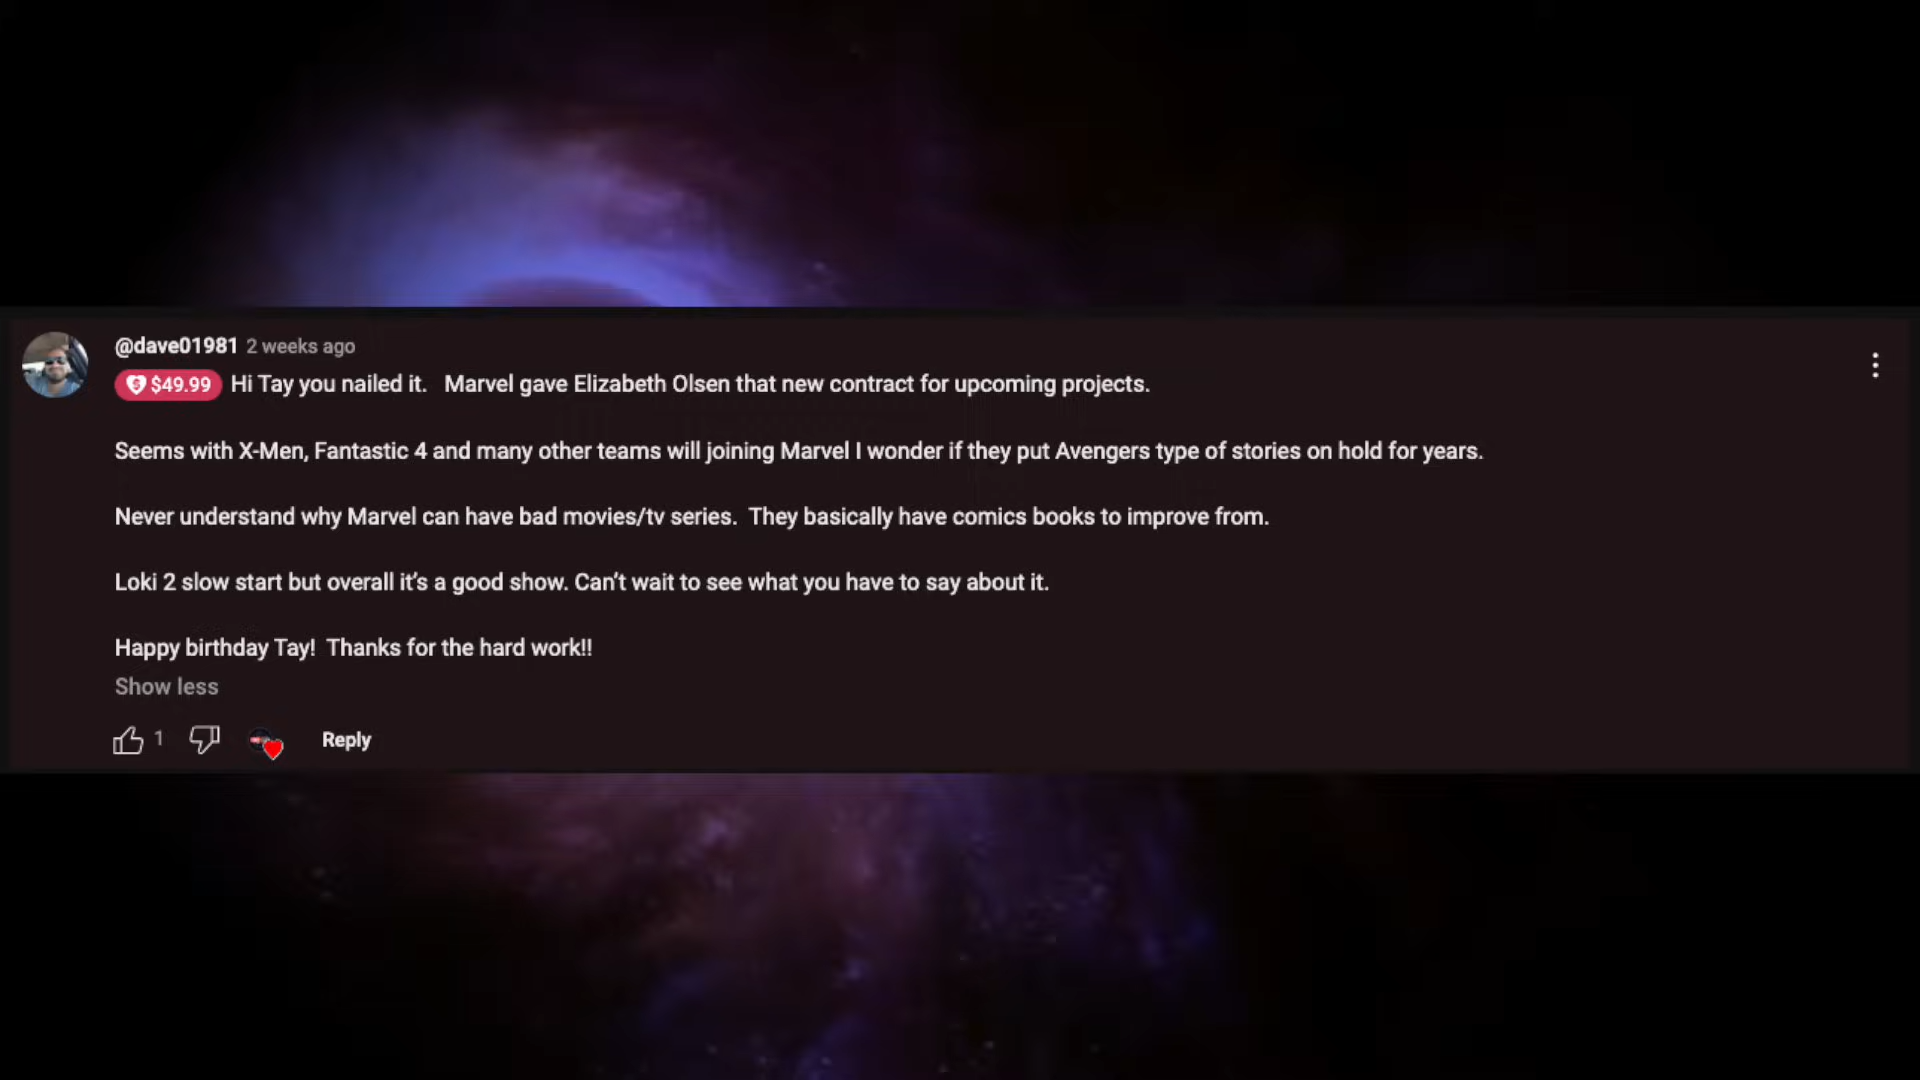 @dave01981 2 weeks ago
$49.99 Hi Tay you nailed it.   Marvel gave Elizabeth Olsen that new contract for upcoming projects.
Seems with X-Men, Fantastic 4 and many other teams will joining Marvel I wonder if they put Avengers type of stories on hold for years.
Never understand why Marvel can have bad movies/tv series.  They basically have comics books to improve from.
Loki 2 slow start but overall it's a good show. Can't wait to see what you have to say about it.
Happy birthday Tay!  Thanks for the hard work!!
Show less
1 Reply